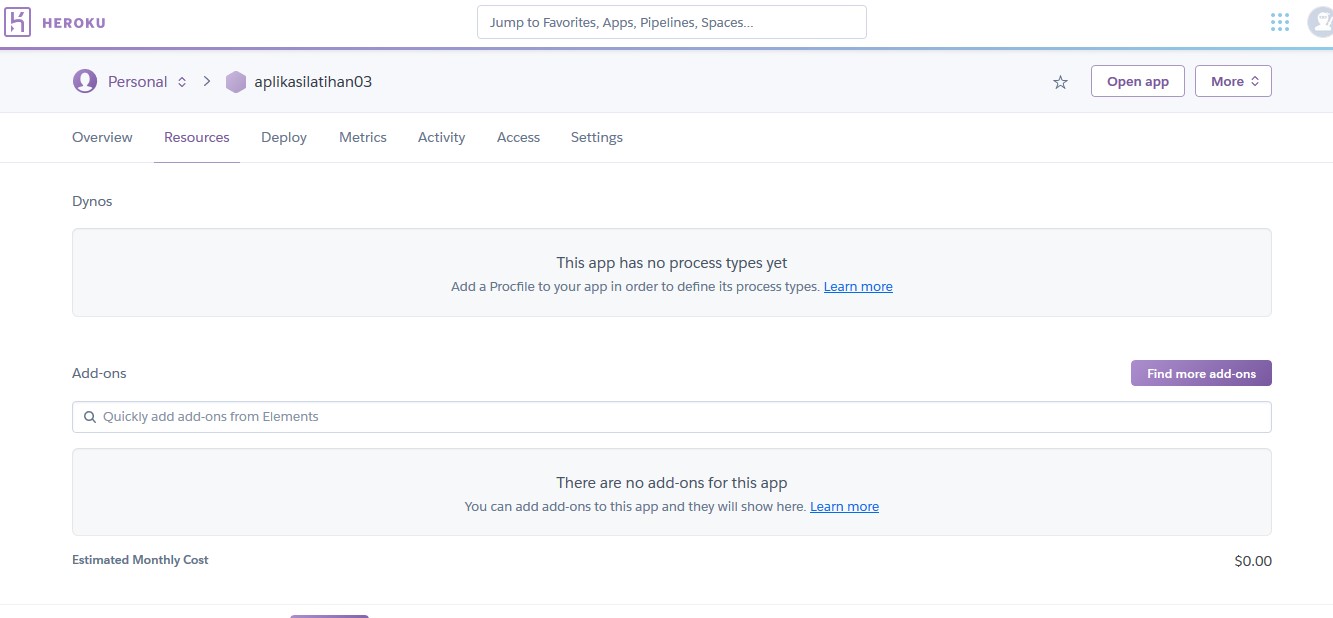 HEROKU
Jump to Favorites, Apps, Pipelines, Spaces...
Personal
aplikasilatihan03
Open app
More
Overview
Resources
Deploy
Metrics
Activity
Access
Settings
Dynos
This app has no process types yet
Add a Procfile to your app in order to define its process types. Learn more
Add-ons
Find more add-ons
Quickly add add-ons from Elements
There are no add-ons for this app
You can add add-ons to this app and they will show here. Learn more
Estimated Monthly Cost
$0.00